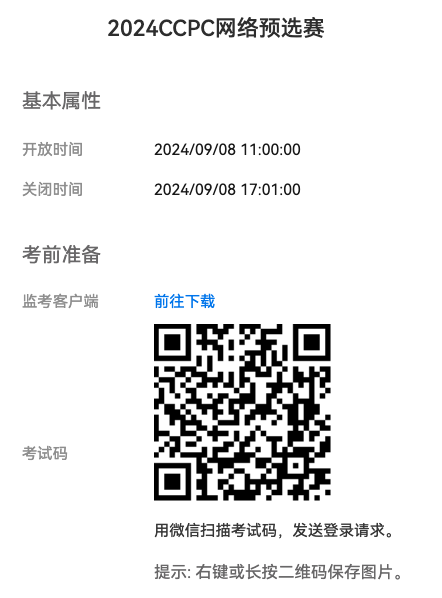 2024CCPC网络预选赛
基本属性
开放时间 2024/09/08 11:00:00
关闭时间 2024/09/08 17:01:00
考前准备
监考客户端 前往下载
考试码
用微信扫描考试码，发送登录请求。
提示: 右键或长按二维码保存图片。